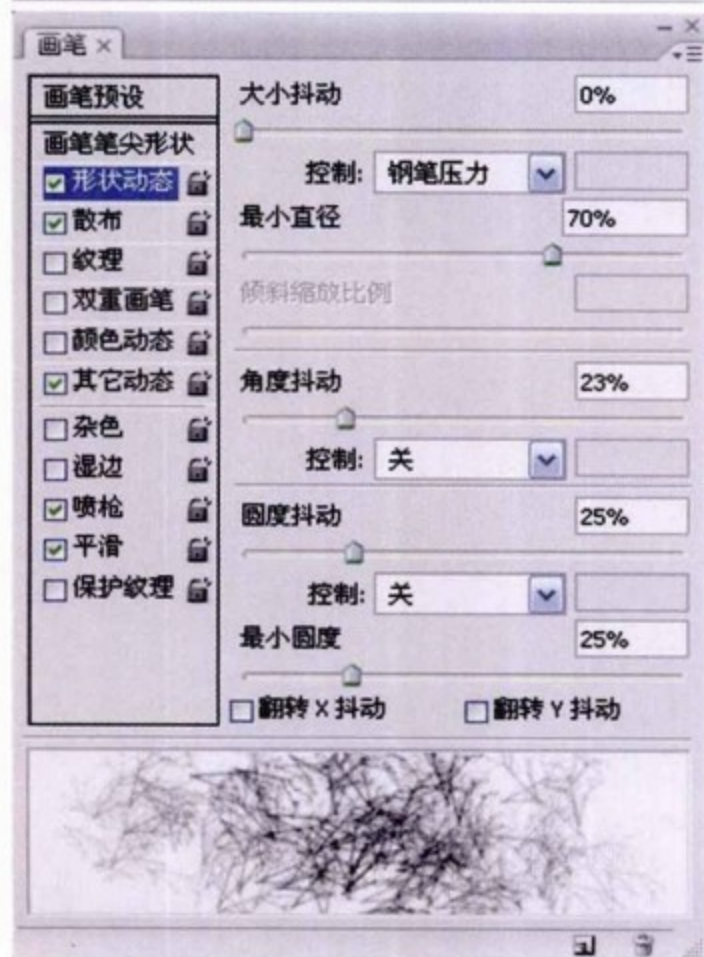 画笔 ×
画笔预设
画笔笔尖形状
形状动态
散布
纹理
双重画笔
颜色动态
其它动态
杂色
湿边
喷枪
平滑
保护纹理
大小抖动 0%
控制: 钢笔压力
最小直径 70%
倾斜缩放比例
角度抖动 23%
控制: 关
圆度抖动 25%
控制: 关
最小圆度 25%
翻转 X 抖动 翻转 Y 抖动